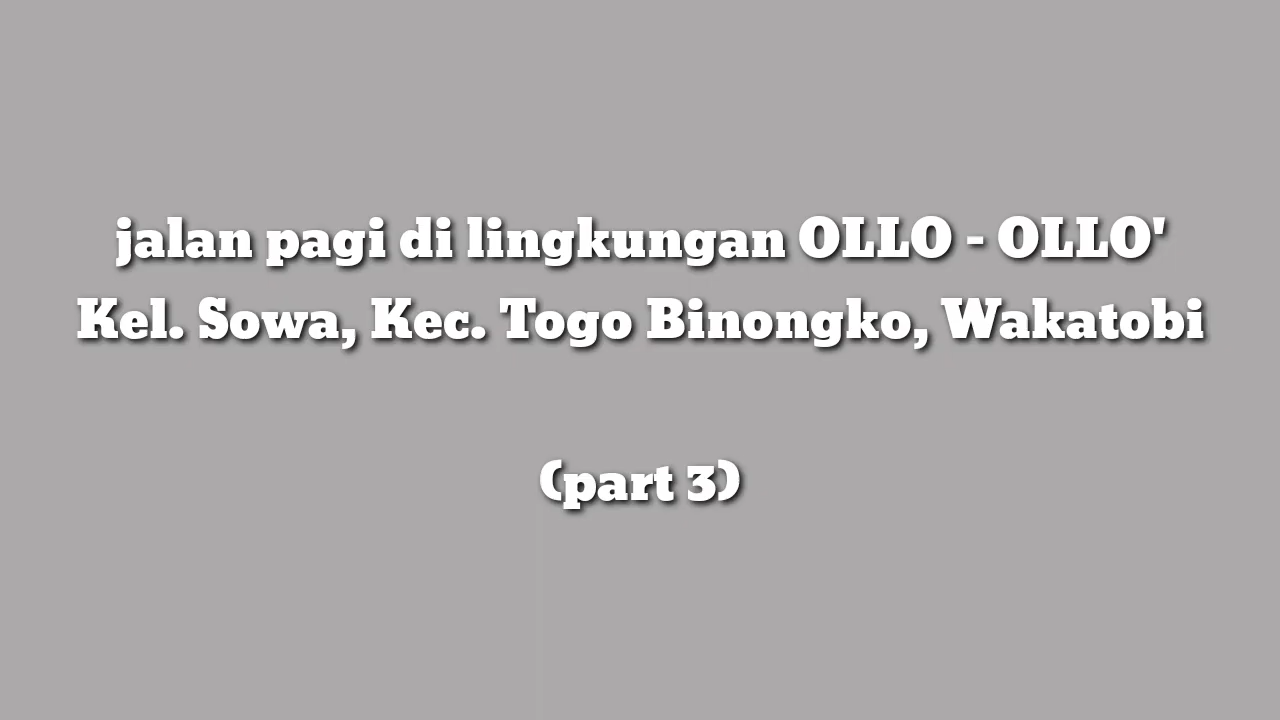 jalan pagi di lingkungan OLLO - OLLO'
Kel. Sowa, Kec. Togo Binongko, Wakatobi
(part 3)